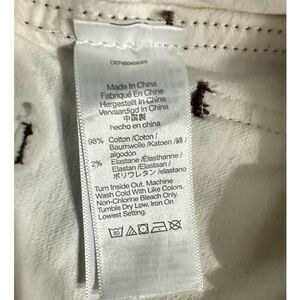 Made In China
Fabriqué En Chine
Hergestellt In China
Vervaardigd In China
中国製
hecho en china
98% Cotton /Coton/
Baumwolle /Katoen / 綿 /
algodón
2% Elastane /Élasthanne /
Elastan /Elastaan /
ポリウレタン /elastano
Turn Inside Out. Machine
Wash Cold With Like Colors.
Non-Chlorine Bleach Only.
Tumble Dry Low. Iron On
Lowest Setting.